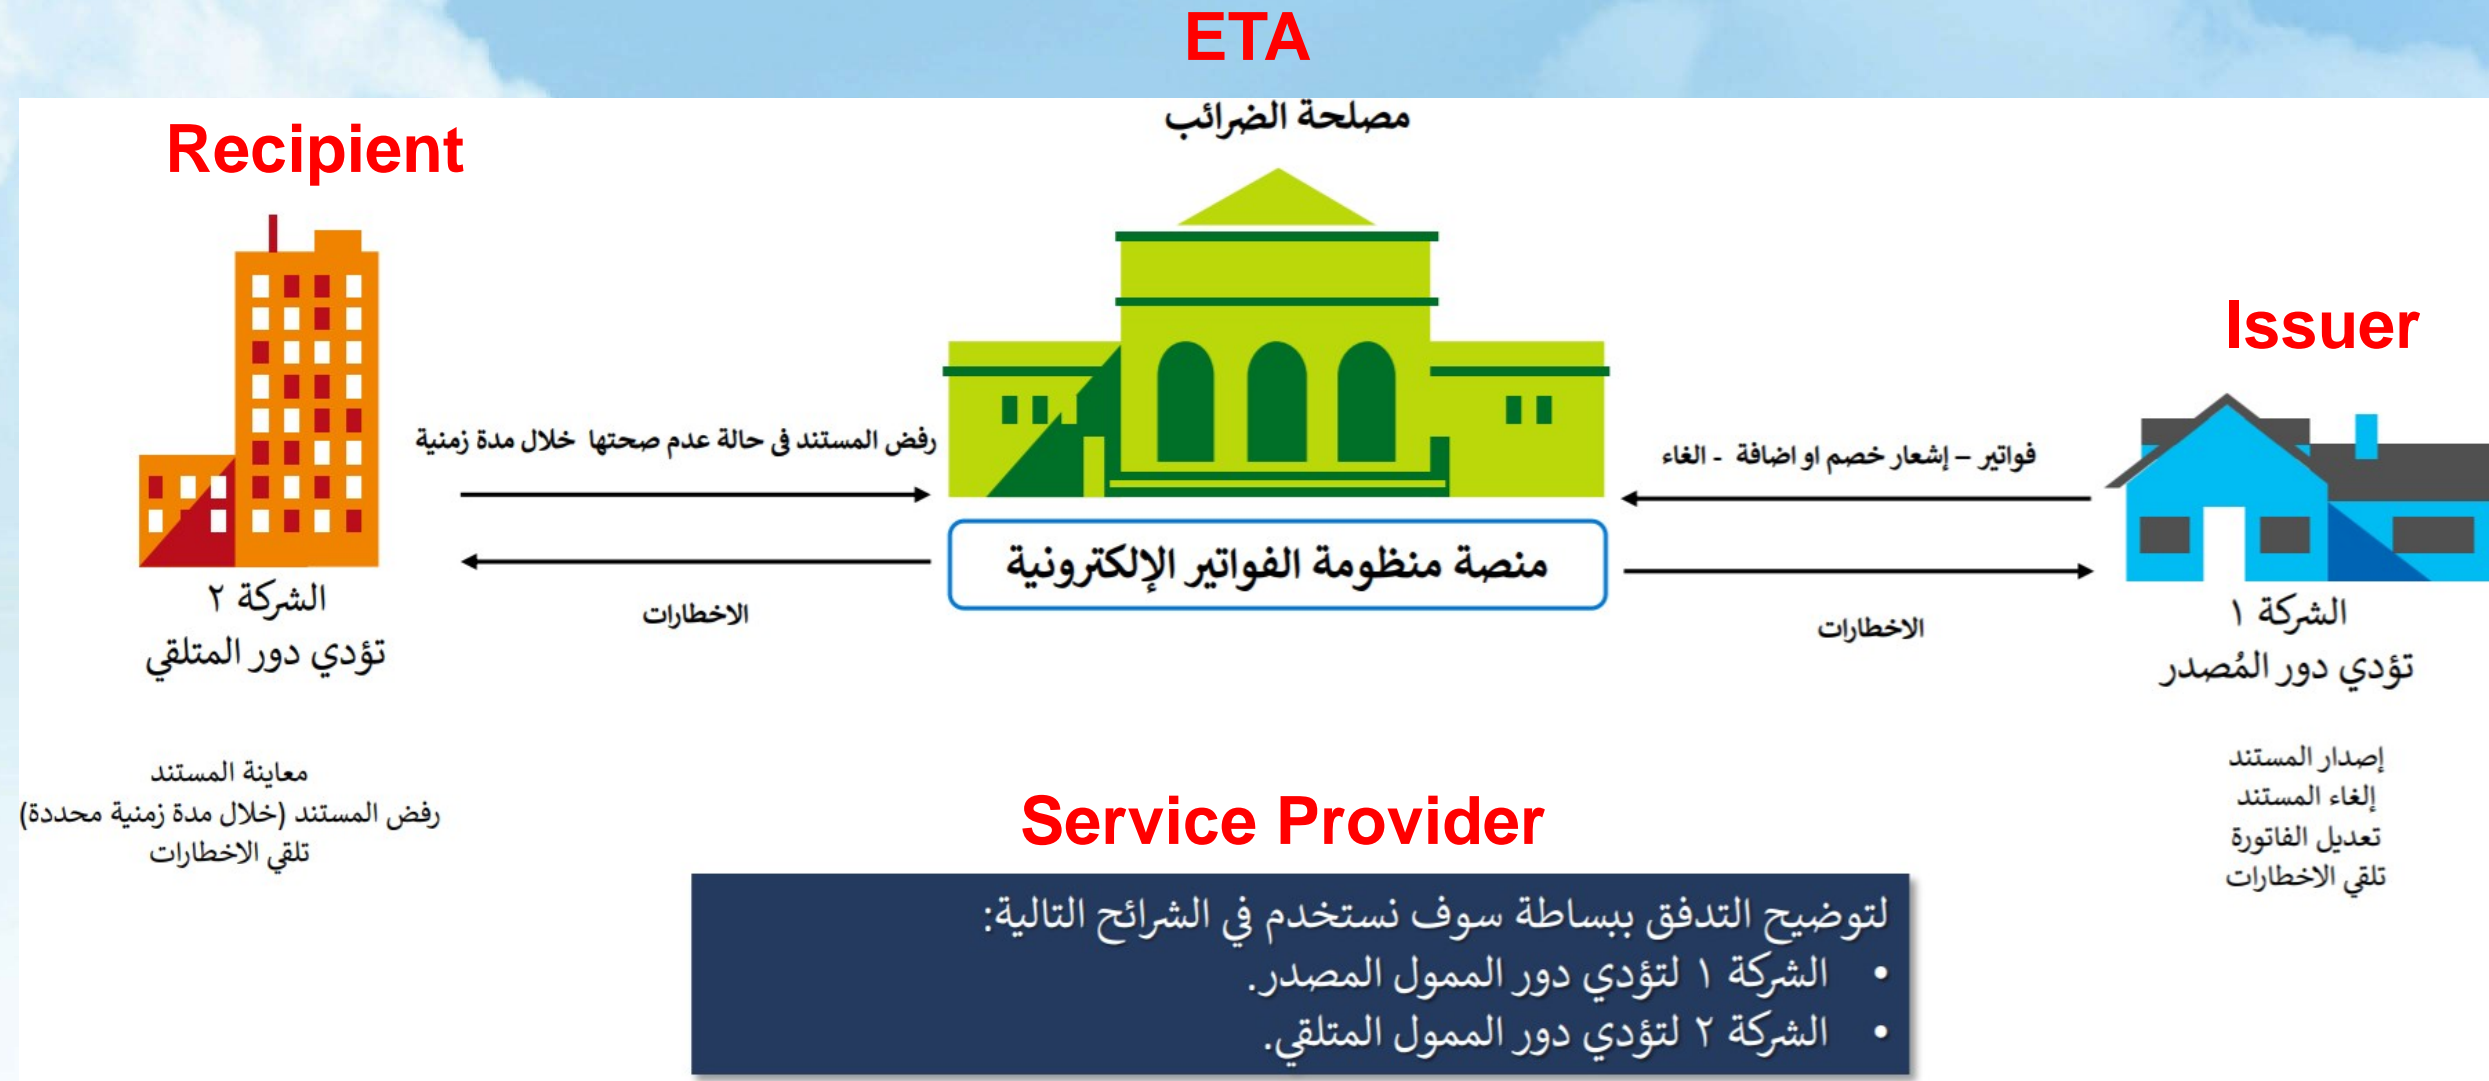 ETA
مصلحة الضرائب
Recipient
Issuer
رفض المستند فى حالة عدم صحتها خلال مدة زمنية
فواتير – إشعار خصم او اضافة - الغاء
منصة منظومة الفواتير الإلكترونية
الاخطارات
الاخطارات
الشركة ١
تؤدي دور المُصدر
الشركة ٢
تؤدي دور المتلقي
إصدار المستند
إلغاء المستند
تعديل الفاتورة
تلقي الاخطارات
معاينة المستند
رفض المستند (خلال مدة زمنية محددة)
تلقي الاخطارات
Service Provider
لتوضيح التدفق ببساطة سوف نستخدم في الشرائح التالية:
• الشركة ١ لتؤدي دور الممول المصدر.
• الشركة ٢ لتؤدي دور الممول المتلقي.